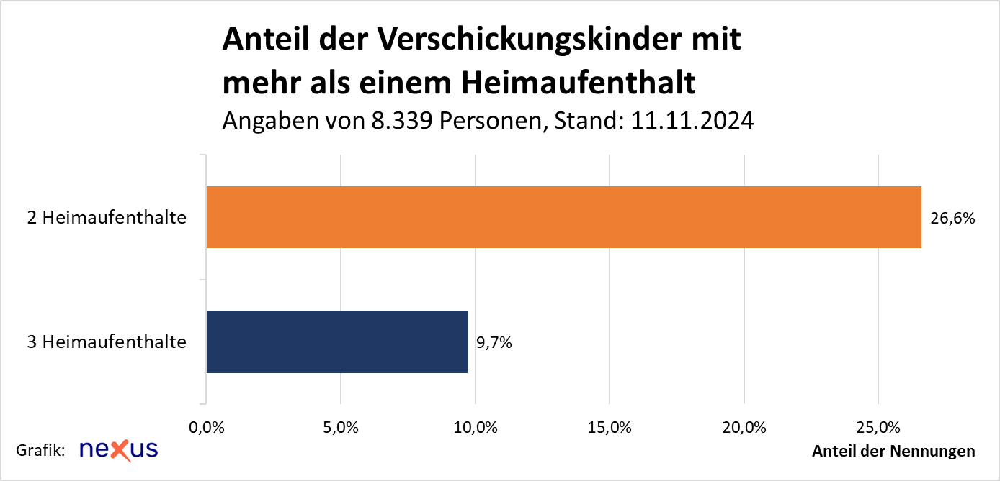 Anteil der Verschickungskinder mit
mehr als einem Heimaufenthalt
Angaben von 8.339 Personen, Stand: 11.11.2024
2 Heimaufenthalte
26,6%
3 Heimaufenthalte
9,7%
0,0%
5,0%
10,0%
15,0%
20,0%
25,0%
Grafik: nexus
Anteil der Nennungen